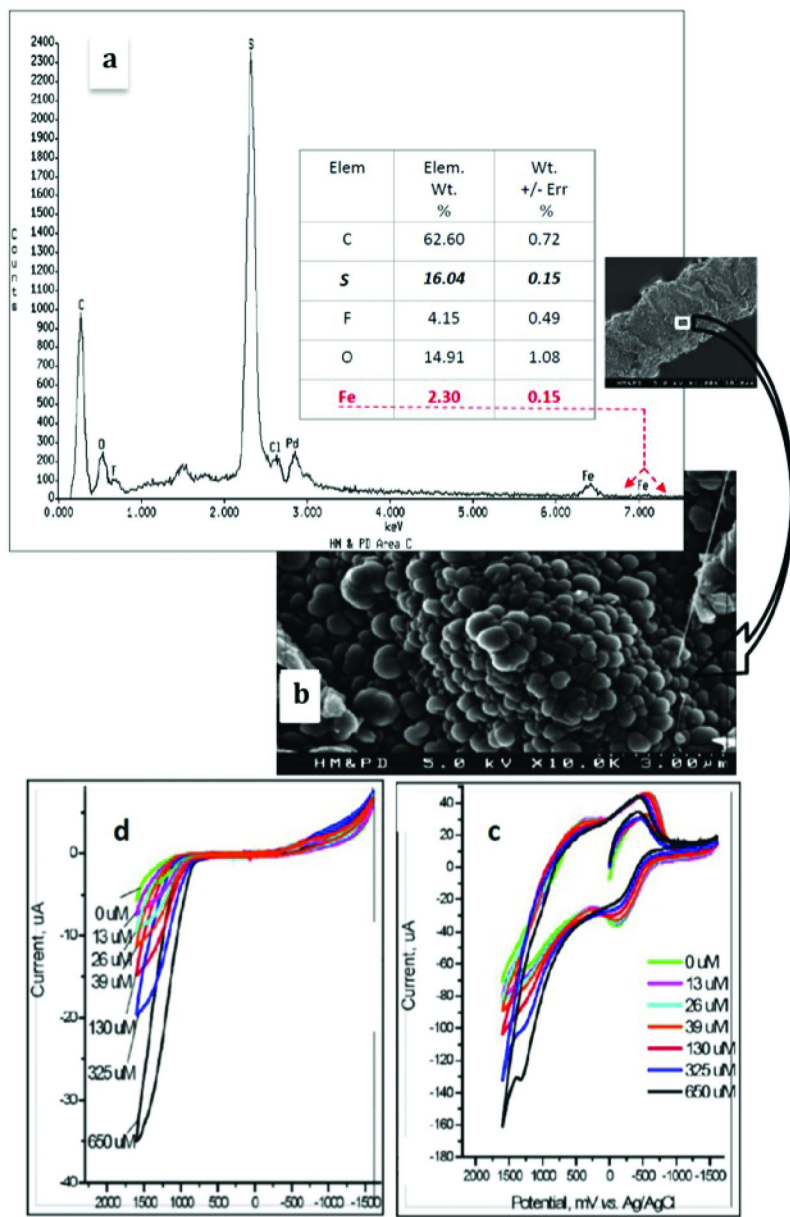 a
S
2400
2300
2200
2100
2000
1900
1800
1700
1600
1500
1400
1300
1200
1100
1000
900
800
700
600
500
400
300
200
100
0
Counts
C
O
F
Cl
Pd
Fe
Fe
0.000 1.000 2.000 3.000 4.000 5.000 6.000 7.000
keV
HM & PD Area C
Elem Elem. Wt. % Wt. +/- Err %
C 62.60 0.72
S 16.04 0.15
F 4.15 0.49
O 14.91 1.08
Fe 2.30 0.15
b
HM&PD 5.0 kV X10.0K 3.00µm
d
Current, uA
0
-10
-20
-30
-40
0 uM
13 uM
26 uM
39 uM
130 uM
325 uM
650 uM
2000 1500 1000 500 0 -500 -1000 -1500
c
Current, uA
40
20
0
-20
-40
-60
-80
-100
-120
-140
-160
-180
0 uM
13 uM
26 uM
39 uM
130 uM
325 uM
650 uM
2000 1500 1000 500 0 -500 -1000 -1500
Potential, mV vs. Ag/AgCl